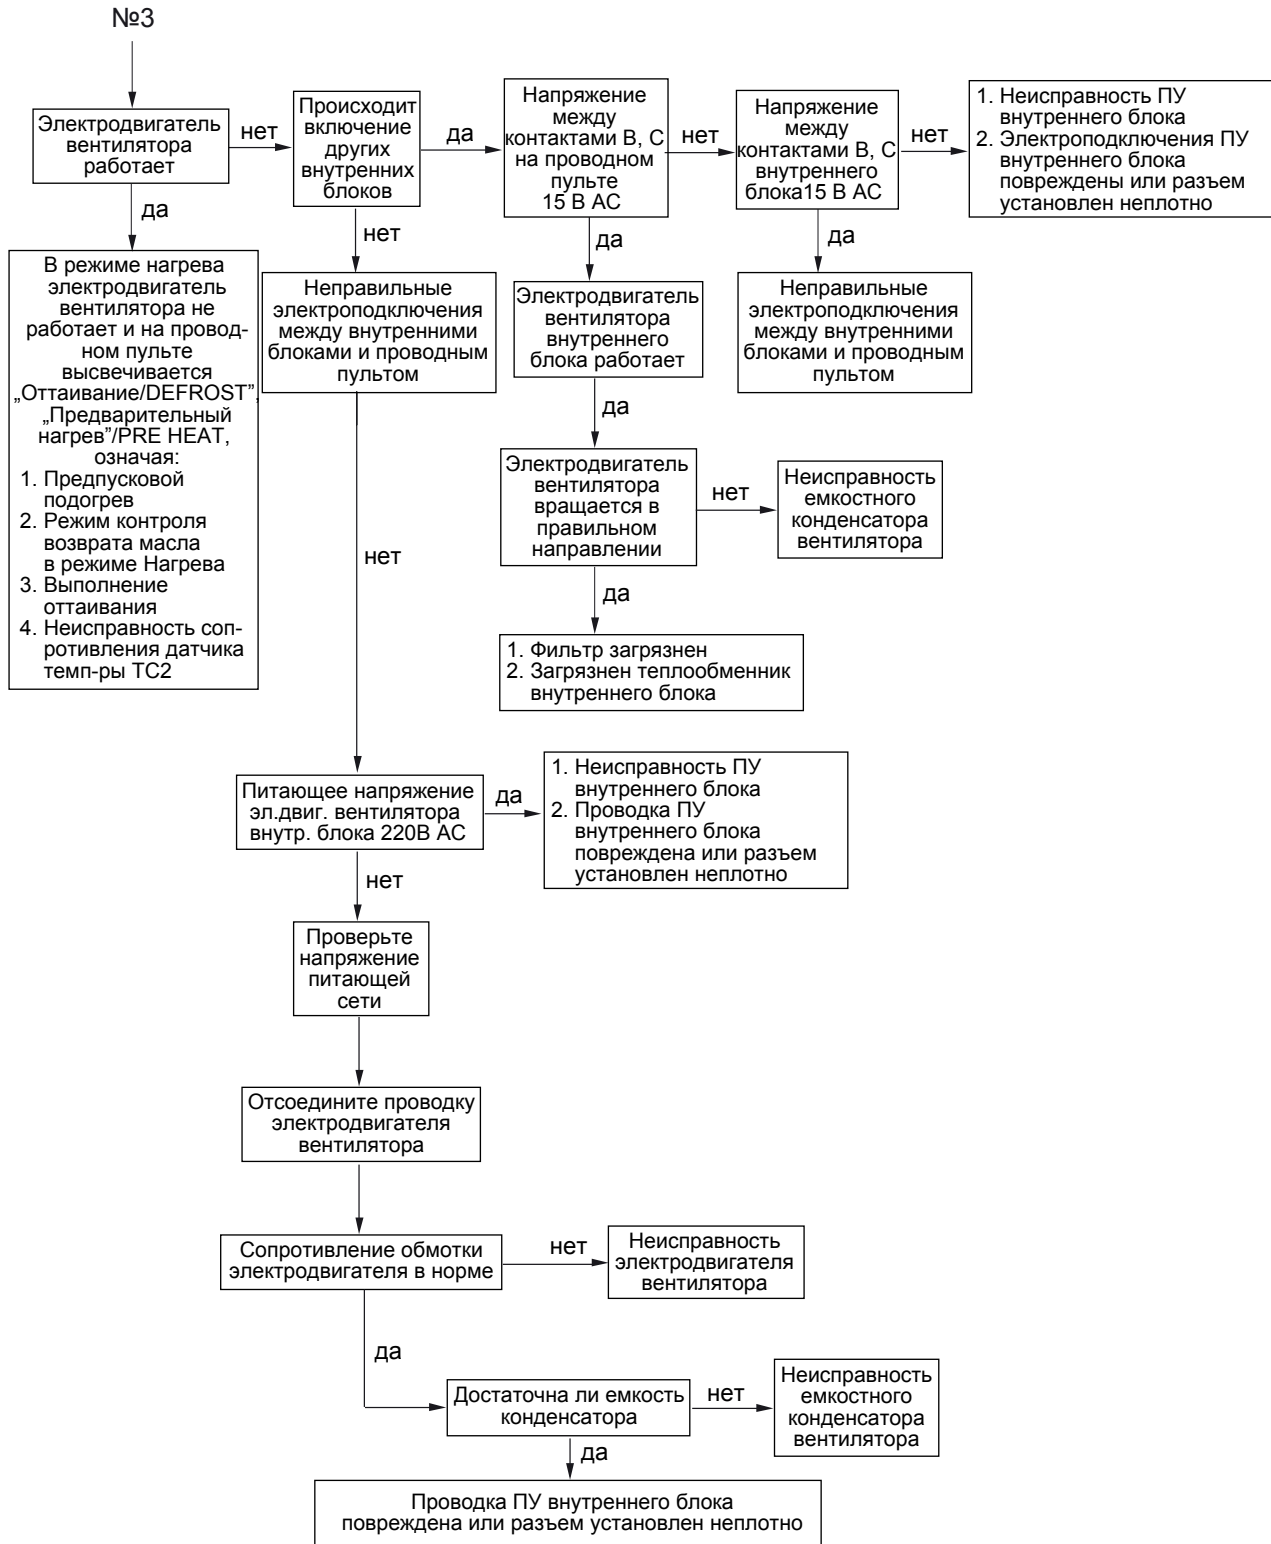 №3
Электродвигатель
вентилятора
работает
нет
Происходит
включение
других
внутренних
блоков
да
Напряжение
между
контактами В, С
на проводном
пульте
15 В АС
нет
Напряжение
между
контактами В, С
внутреннего
блока15 В АС
нет
1. Неисправность ПУ
внутреннего блока
2. Электроподключения ПУ
внутреннего блока
повреждены или разъем
установлен неплотно
да
нет
да
да
В режиме нагрева
электродвигатель
вентилятора не
работает и на провод-
ном пульте
высвечивается
„Оттаивание/DEFROST”,
„Предварительный
нагрев”/PRE HEAT,
означая:
1. Предпусковой
подогрев
2. Режим контроля
возврата масла
в режиме Нагрева
3. Выполнение
оттаивания
4. Неисправность соп-
ротивления датчика
темп-ры ТС2
Неправильные
электроподключения
между внутренними
блоками и проводным
пультом
Электродвигатель
вентилятора
внутреннего
блока работает
Неправильные
электроподключения
между внутренними
блоками и проводным
пультом
да
Электродвигатель
вентилятора
вращается в
правильном
направлении
нет
Неисправность
емкостного
конденсатора
вентилятора
нет
да
1. Фильтр загрязнен
2. Загрязнен теплообменник
внутреннего блока
Питающее напряжение
эл.двиг. вентилятора
внутр. блока 220В АС
да
1. Неисправность ПУ
внутреннего блока
2. Проводка ПУ
внутреннего блока
повреждена или разъем
установлен неплотно
нет
Проверьте
напряжение
питающей
сети
Отсоедините проводку
электродвигателя
вентилятора
Сопротивление обмотки
электродвигателя в норме
нет
Неисправность
электродвигателя
вентилятора
да
Достаточна ли емкость
конденсатора
нет
Неисправность
емкостного
конденсатора
вентилятора
да
Проводка ПУ внутреннего блока
повреждена или разъем установлен неплотно